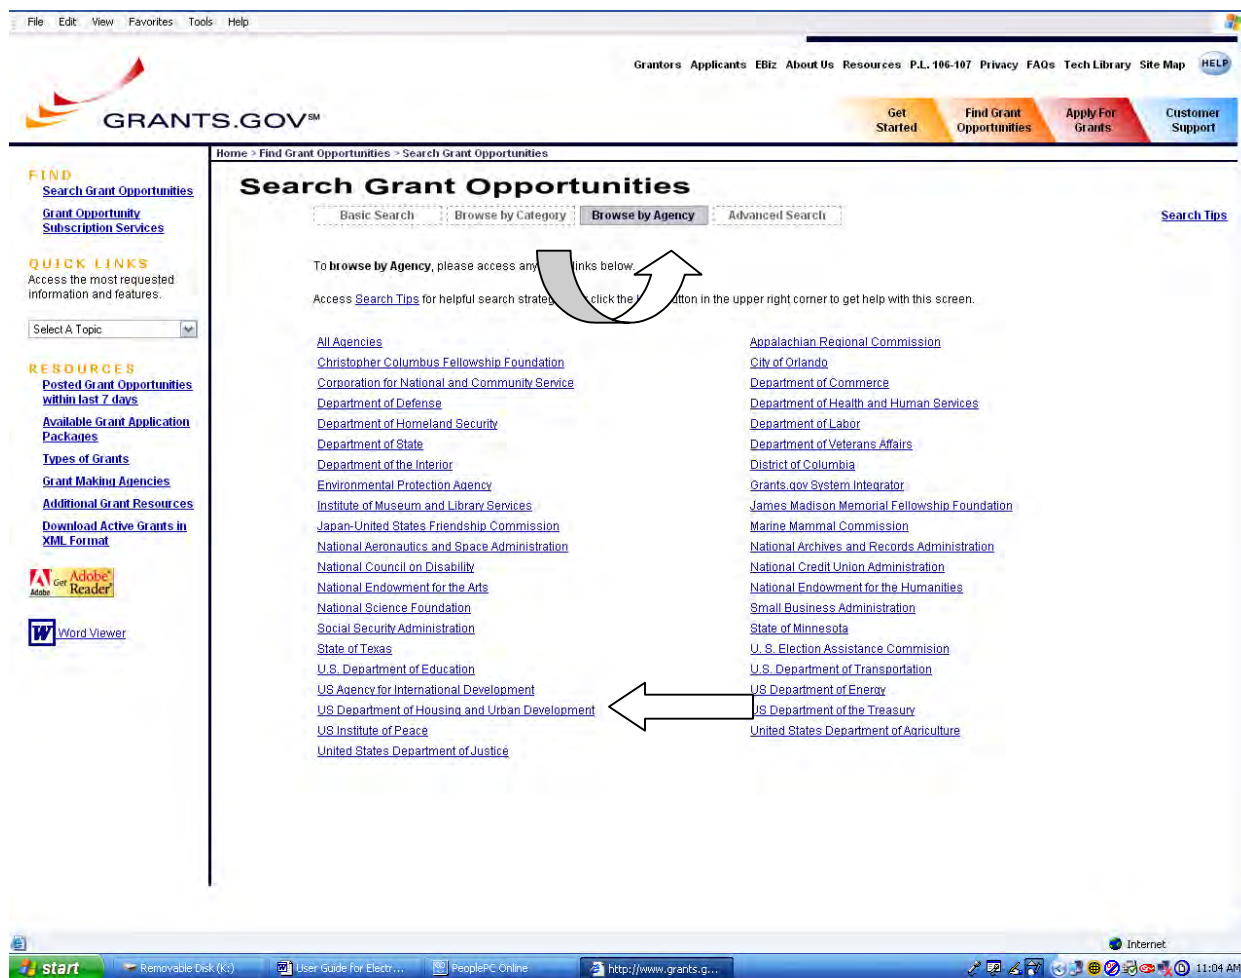 File Edit View Favorites Tools Help
Grantors Applicants EBiz About Us Resources P.L. 106-107 Privacy FAQs Tech Library Site Map HELP
GRANTS.GOV℠
Get Started
Find Grant Opportunities
Apply For Grants
Customer Support
Home > Find Grant Opportunities > Search Grant Opportunities
FIND
Search Grant Opportunities
Grant Opportunity
Subscription Services
QUICK LINKS
Access the most requested
information and features.
Select A Topic
RESOURCES
Posted Grant Opportunities
within last 7 days
Available Grant Application
Packages
Types of Grants
Grant Making Agencies
Additional Grant Resources
Download Active Grants in
XML Format
Adobe
Get Adobe®
Reader®
W Word Viewer
Search Grant Opportunities
Basic Search Browse by Category Browse by Agency Advanced Search
Search Tips
To browse by Agency, please access any links below.
Access Search Tips for helpful search click the in the upper right corner to get help with this screen.
All Agencies Appalachian Regional Commission
Christopher Columbus Fellowship Foundation City of Orlando
Corporation for National and Community Service Department of Commerce
Department of Defense Department of Health and Human Services
Department of Homeland Security Department of Labor
Department of State Department of Veterans Affairs
Department of the Interior District of Columbia
Environmental Protection Agency Grants.gov System Integrator
Institute of Museum and Library Services James Madison Memorial Fellowship Foundation
Japan-United States Friendship Commission Marine Mammal Commission
National Aeronautics and Space Administration National Archives and Records Administration
National Council on Disability National Credit Union Administration
National Endowment for the Arts National Endowment for the Humanities
National Science Foundation Small Business Administration
Social Security Administration State of Minnesota
State of Texas U. S. Election Assistance Commision
U.S. Department of Education U.S. Department of Transportation
US Agency for International Development US Department of Energy
US Department of Housing and Urban Development US Department of the Treasury
US Institute of Peace United States Department of Agriculture
United States Department of Justice
Internet
start Removable Disk (K:) User Guide for Electr... PeoplePC Online http://www.grants.g... 11:04 AM